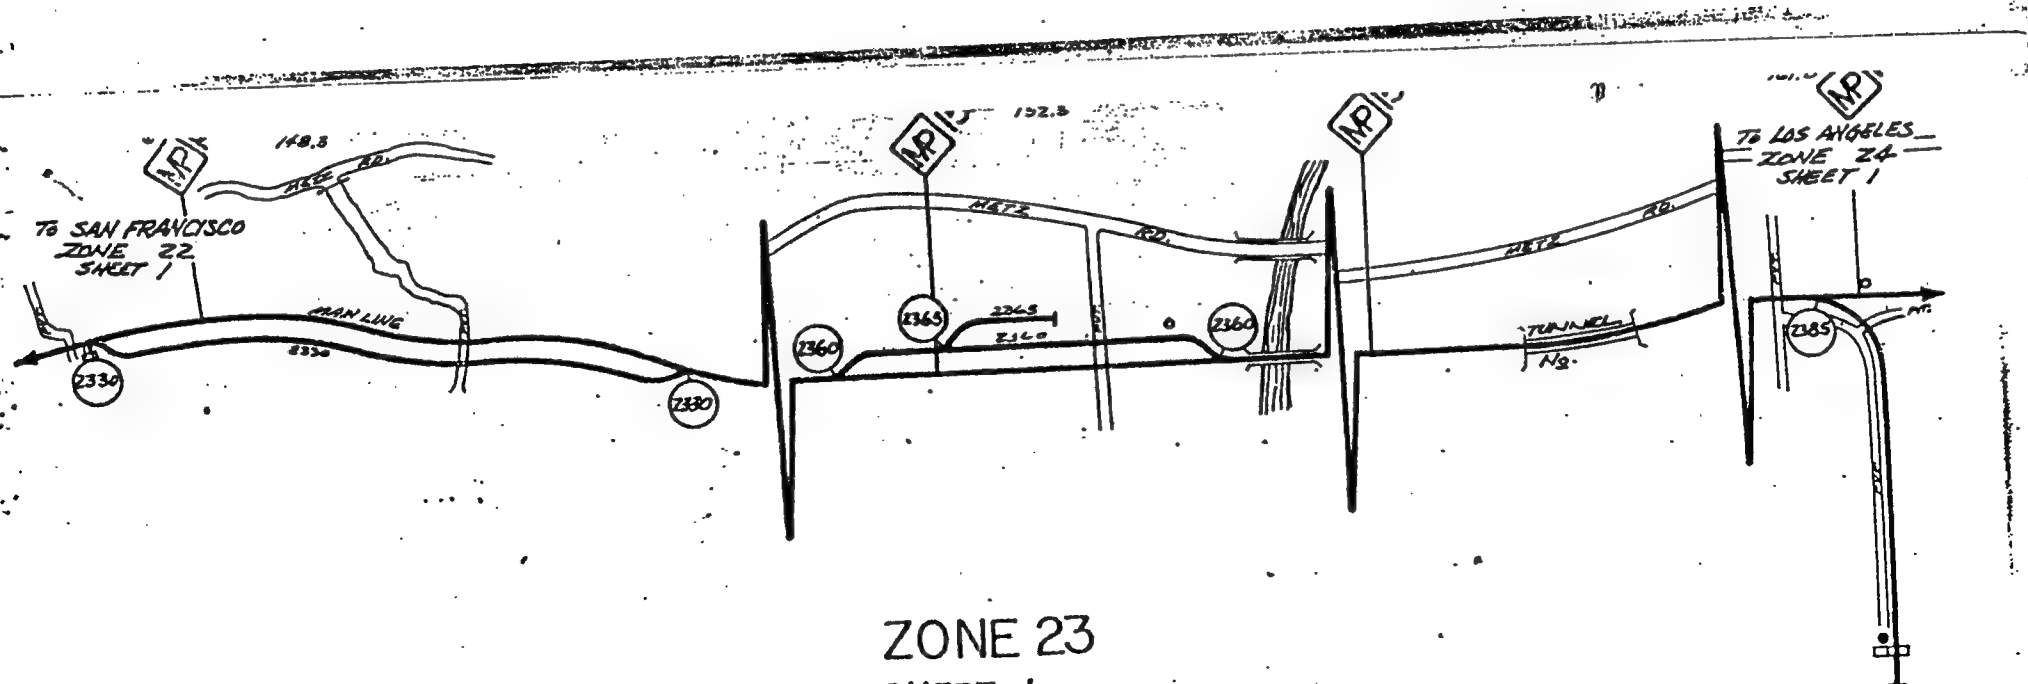 MP
148.3
METZ RD.
TO SAN FRANCISCO
ZONE 22
SHEET 1
MAIN LINE
2330
2330
2330
MP
152.3
METZ RD.
2365
2365
2360
2360
2360
MP
METZ RD.
TUNNEL
No.
MP
TO LOS ANGELES
ZONE 24
SHEET 1
2385
ZONE 23